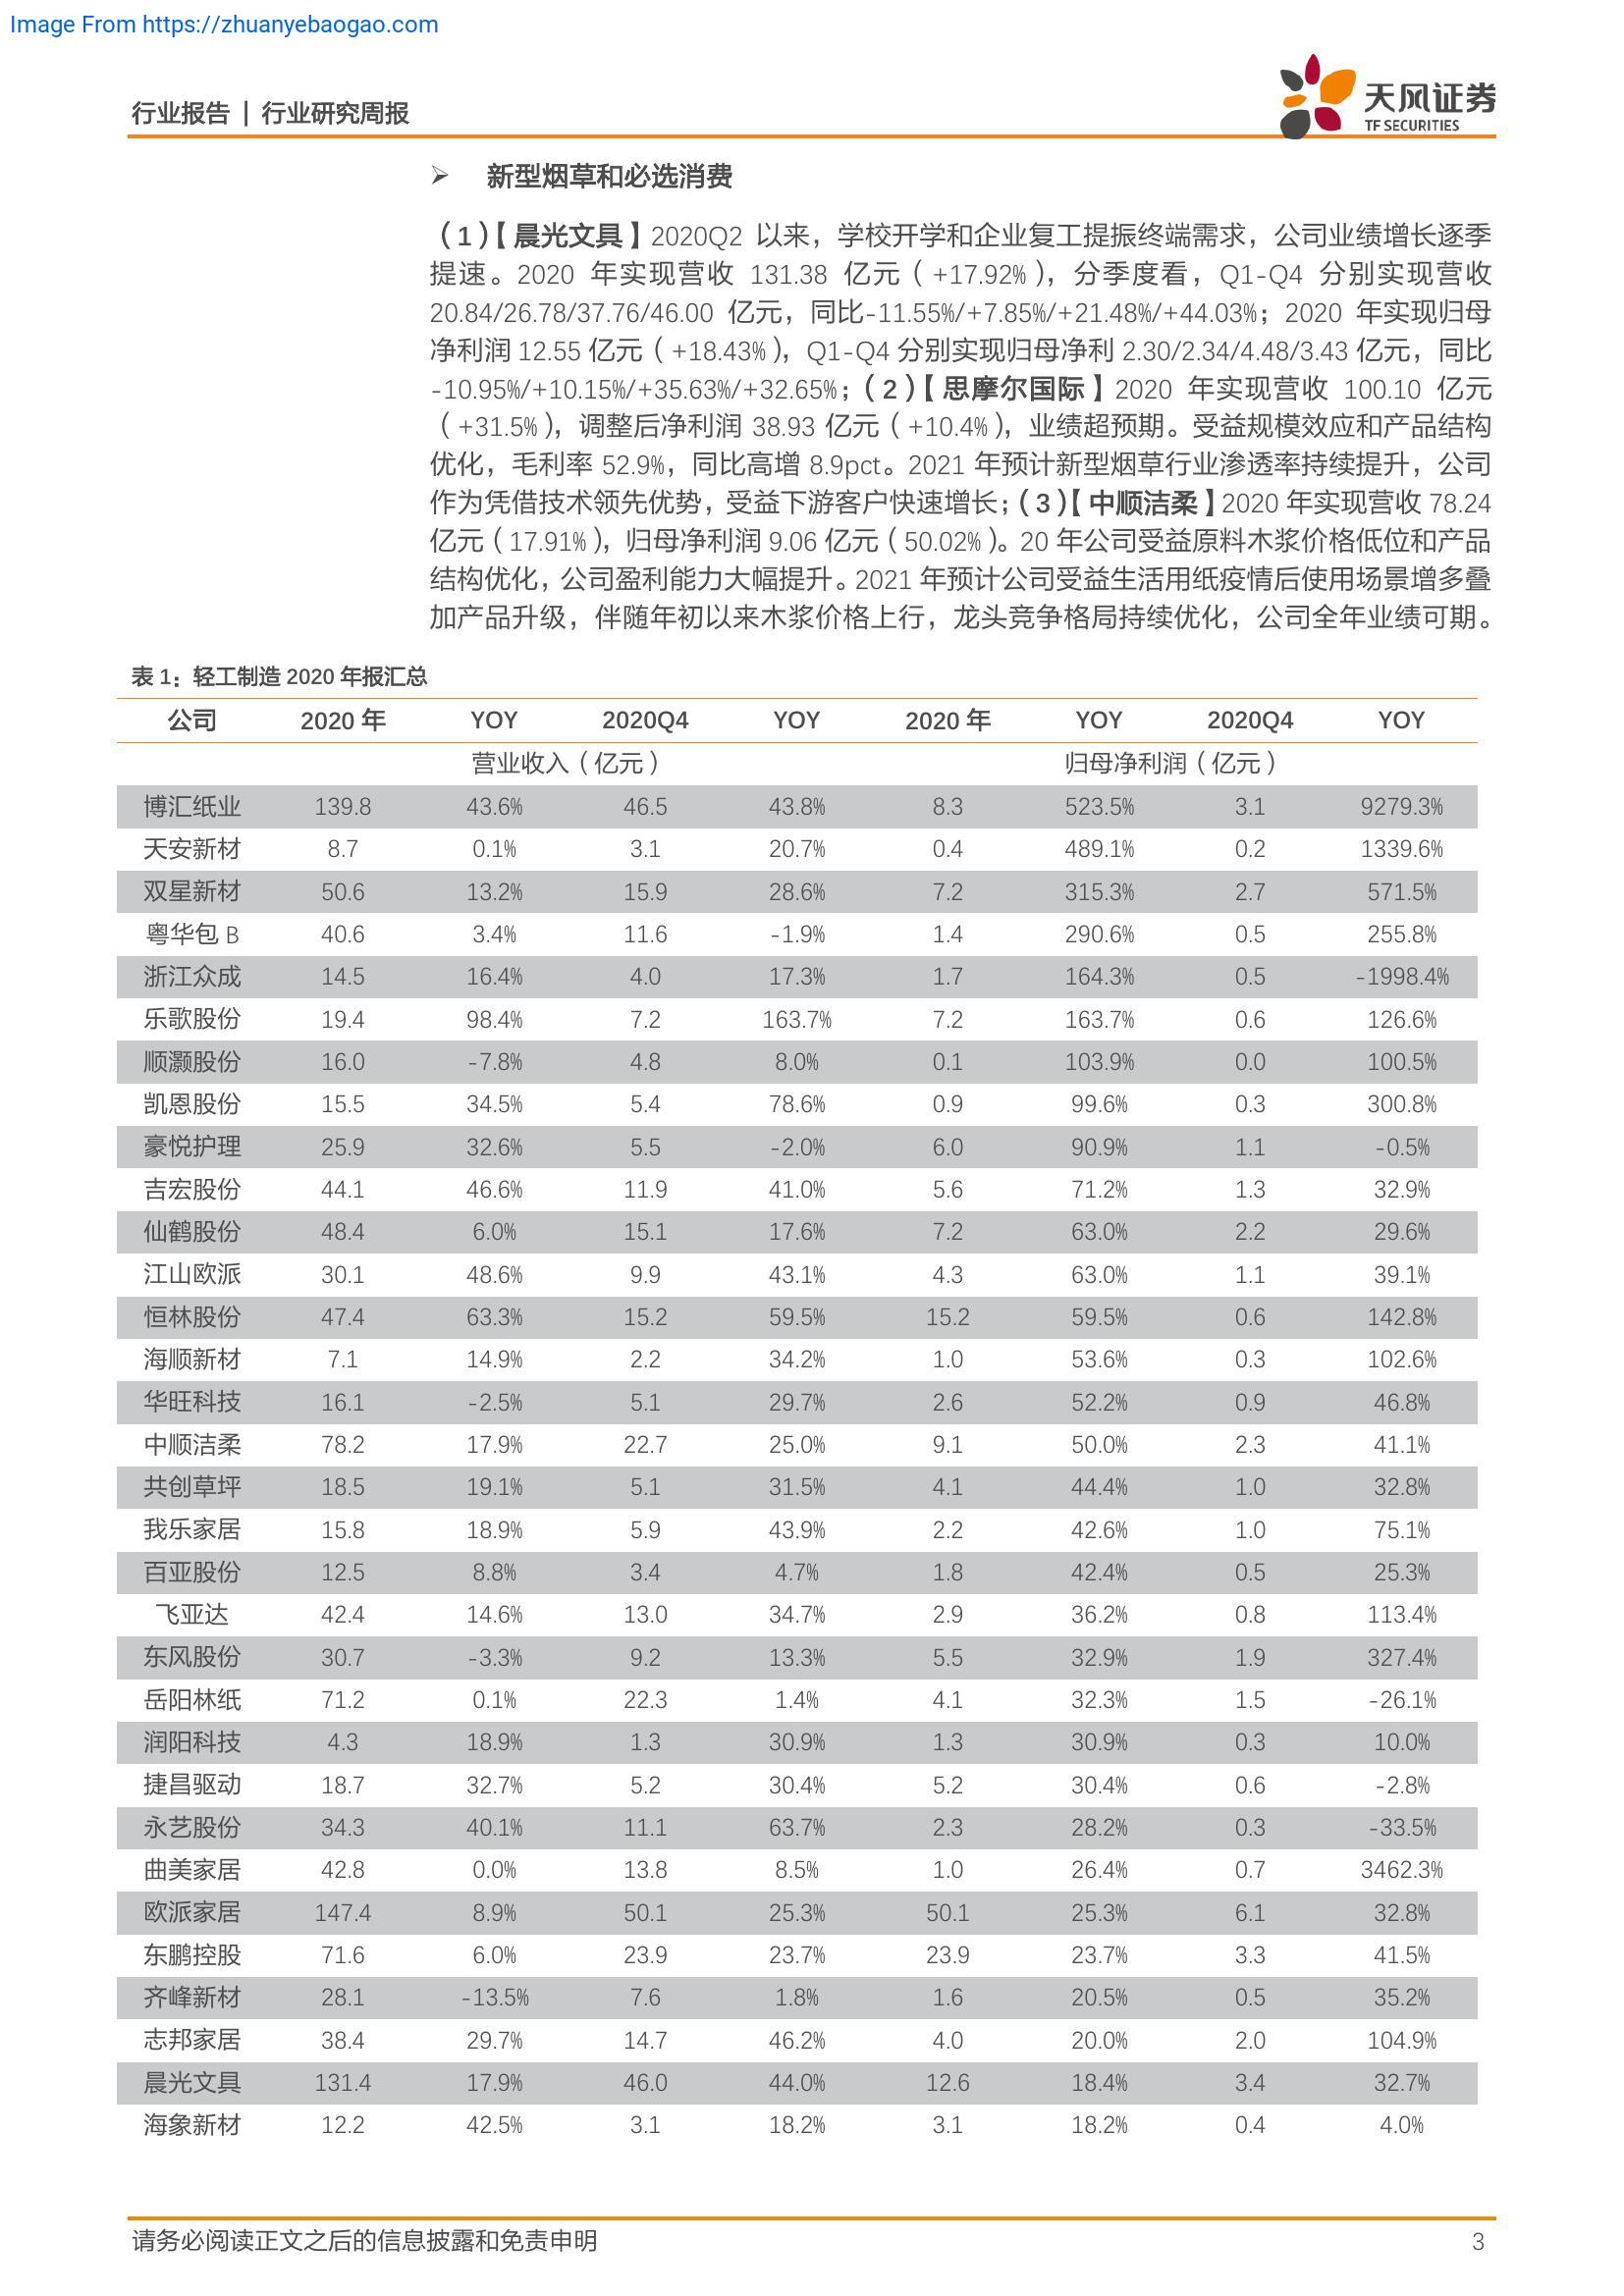 Image From https://zhuanyebaogao.com
行业报告 | 行业研究周报
天风证券
TF SECURITIES
➢ 新型烟草和必选消费
（1）【晨光文具】2020Q2 以来，学校开学和企业复工提振终端需求，公司业绩增长逐季
提速。2020 年实现营收 131.38 亿元（+17.92%），分季度看，Q1-Q4 分别实现营收
20.84/26.78/37.76/46.00 亿元，同比-11.55%/+7.85%/+21.48%/+44.03%；2020 年实现归母
净利润 12.55 亿元（+18.43%），Q1-Q4 分别实现归母净利 2.30/2.34/4.48/3.43 亿元，同比
-10.95%/+10.15%/+35.63%/+32.65%；（2）【思摩尔国际】2020 年实现营收 100.10 亿元
（+31.5%），调整后净利润 38.93 亿元（+10.4%），业绩超预期。受益规模效应和产品结构
优化，毛利率 52.9%，同比高增 8.9pct。2021 年预计新型烟草行业渗透率持续提升，公司
作为凭借技术领先优势，受益下游客户快速增长；（3）【中顺洁柔】2020 年实现营收 78.24
亿元（17.91%），归母净利润 9.06 亿元（50.02%）。20 年公司受益原料木浆价格低位和产品
结构优化，公司盈利能力大幅提升。2021 年预计公司受益生活用纸疫情后使用场景增多叠
加产品升级，伴随年初以来木浆价格上行，龙头竞争格局持续优化，公司全年业绩可期。
表 1：轻工制造 2020 年报汇总
公司 2020 年 YOY 2020Q4 YOY 2020 年 YOY 2020Q4 YOY
营业收入（亿元） 归母净利润（亿元）
博汇纸业 139.8 43.6% 46.5 43.8% 8.3 523.5% 3.1 9279.3%
天安新材 8.7 0.1% 3.1 20.7% 0.4 489.1% 0.2 1339.6%
双星新材 50.6 13.2% 15.9 28.6% 7.2 315.3% 2.7 571.5%
粤华包 B 40.6 3.4% 11.6 -1.9% 1.4 290.6% 0.5 255.8%
浙江众成 14.5 16.4% 4.0 17.3% 1.7 164.3% 0.5 -1998.4%
乐歌股份 19.4 98.4% 7.2 163.7% 7.2 163.7% 0.6 126.6%
顺灏股份 16.0 -7.8% 4.8 8.0% 0.1 103.9% 0.0 100.5%
凯恩股份 15.5 34.5% 5.4 78.6% 0.9 99.6% 0.3 300.8%
豪悦护理 25.9 32.6% 5.5 -2.0% 6.0 90.9% 1.1 -0.5%
吉宏股份 44.1 46.6% 11.9 41.0% 5.6 71.2% 1.3 32.9%
仙鹤股份 48.4 6.0% 15.1 17.6% 7.2 63.0% 2.2 29.6%
江山欧派 30.1 48.6% 9.9 43.1% 4.3 63.0% 1.1 39.1%
恒林股份 47.4 63.3% 15.2 59.5% 15.2 59.5% 0.6 142.8%
海顺新材 7.1 14.9% 2.2 34.2% 1.0 53.6% 0.3 102.6%
华旺科技 16.1 -2.5% 5.1 29.7% 2.6 52.2% 0.9 46.8%
中顺洁柔 78.2 17.9% 22.7 25.0% 9.1 50.0% 2.3 41.1%
共创草坪 18.5 19.1% 5.1 31.5% 4.1 44.4% 1.0 32.8%
我乐家居 15.8 18.9% 5.9 43.9% 2.2 42.6% 1.0 75.1%
百亚股份 12.5 8.8% 3.4 4.7% 1.8 42.4% 0.5 25.3%
飞亚达 42.4 14.6% 13.0 34.7% 2.9 36.2% 0.8 113.4%
东风股份 30.7 -3.3% 9.2 13.3% 5.5 32.9% 1.9 327.4%
岳阳林纸 71.2 0.1% 22.3 1.4% 4.1 32.3% 1.5 -26.1%
润阳科技 4.3 18.9% 1.3 30.9% 1.3 30.9% 0.3 10.0%
捷昌驱动 18.7 32.7% 5.2 30.4% 5.2 30.4% 0.6 -2.8%
永艺股份 34.3 40.1% 11.1 63.7% 2.3 28.2% 0.3 -33.5%
曲美家居 42.8 0.0% 13.8 8.5% 1.0 26.4% 0.7 3462.3%
欧派家居 147.4 8.9% 50.1 25.3% 50.1 25.3% 6.1 32.8%
东鹏控股 71.6 6.0% 23.9 23.7% 23.9 23.7% 3.3 41.5%
齐峰新材 28.1 -13.5% 7.6 1.8% 1.6 20.5% 0.5 35.2%
志邦家居 38.4 29.7% 14.7 46.2% 4.0 20.0% 2.0 104.9%
晨光文具 131.4 17.9% 46.0 44.0% 12.6 18.4% 3.4 32.7%
海象新材 12.2 42.5% 3.1 18.2% 3.1 18.2% 0.4 4.0%
请务必阅读正文之后的信息披露和免责申明 3